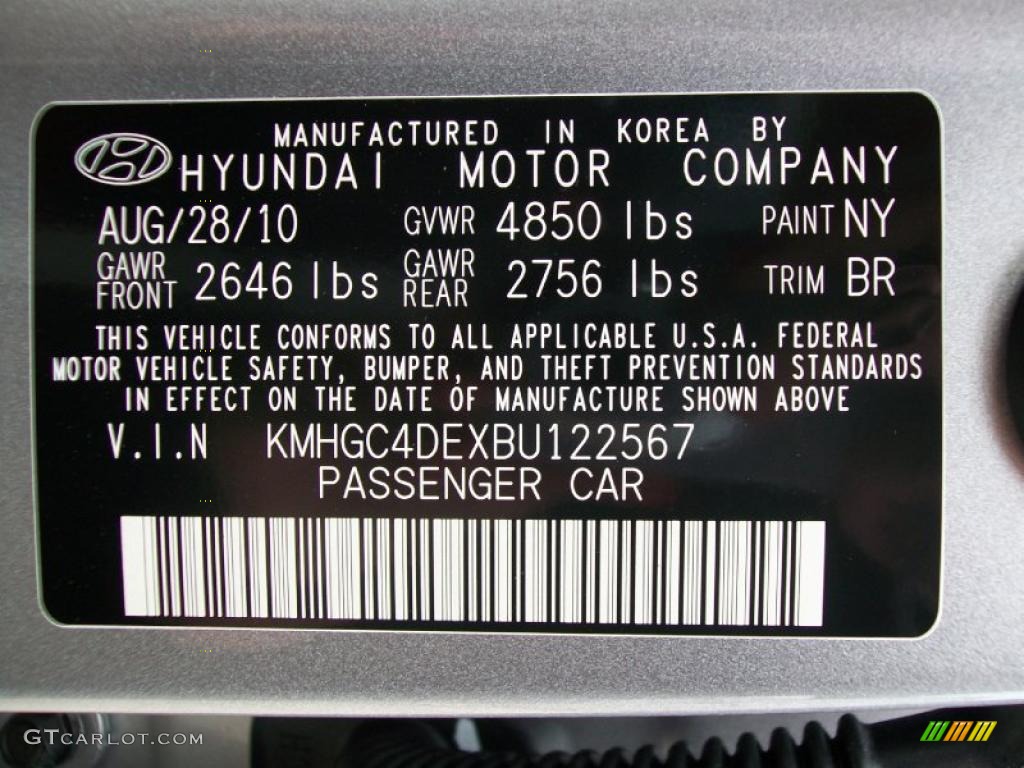 MANUFACTURED IN KOREA BY
HYUNDAI MOTOR COMPANY
AUG/28/10 GVWR 4850 lbs PAINT NY
GAWR FRONT 2646 lbs GAWR REAR 2756 lbs TRIM BR
THIS VEHICLE CONFORMS TO ALL APPLICABLE U.S.A. FEDERAL
MOTOR VEHICLE SAFETY, BUMPER, AND THEFT PREVENTION STANDARDS
IN EFFECT ON THE DATE OF MANUFACTURE SHOWN ABOVE
V.I.N KMHGC4DEXBU122567
PASSENGER CAR
GTCARLOT.COM